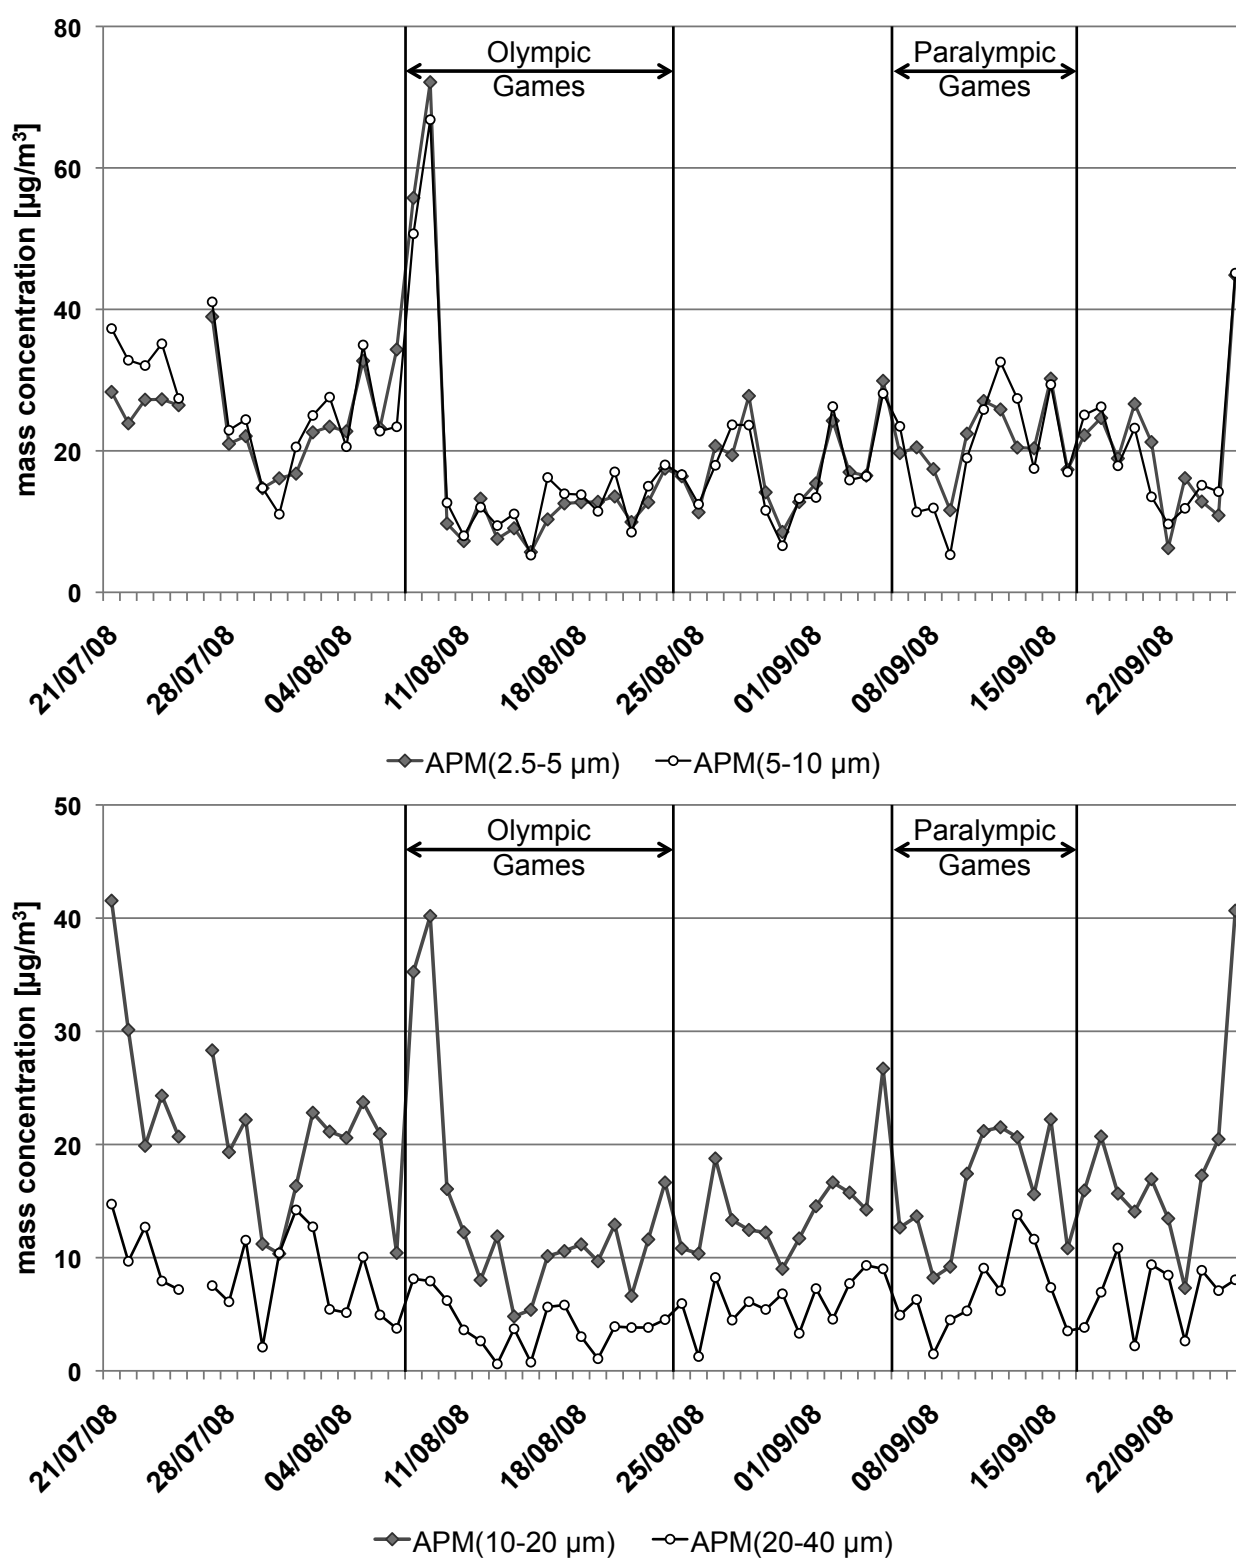 80
60
40
20
0
mass concentration [µg/m³]
Olympic
Games
Paralympic
Games
21/07/08
28/07/08
04/08/08
11/08/08
18/08/08
25/08/08
01/09/08
08/09/08
15/09/08
22/09/08
APM(2.5-5 µm)
APM(5-10 µm)
50
40
30
20
10
0
mass concentration [µg/m³]
Olympic
Games
Paralympic
Games
21/07/08
28/07/08
04/08/08
11/08/08
18/08/08
25/08/08
01/09/08
08/09/08
15/09/08
22/09/08
APM(10-20 µm)
APM(20-40 µm)